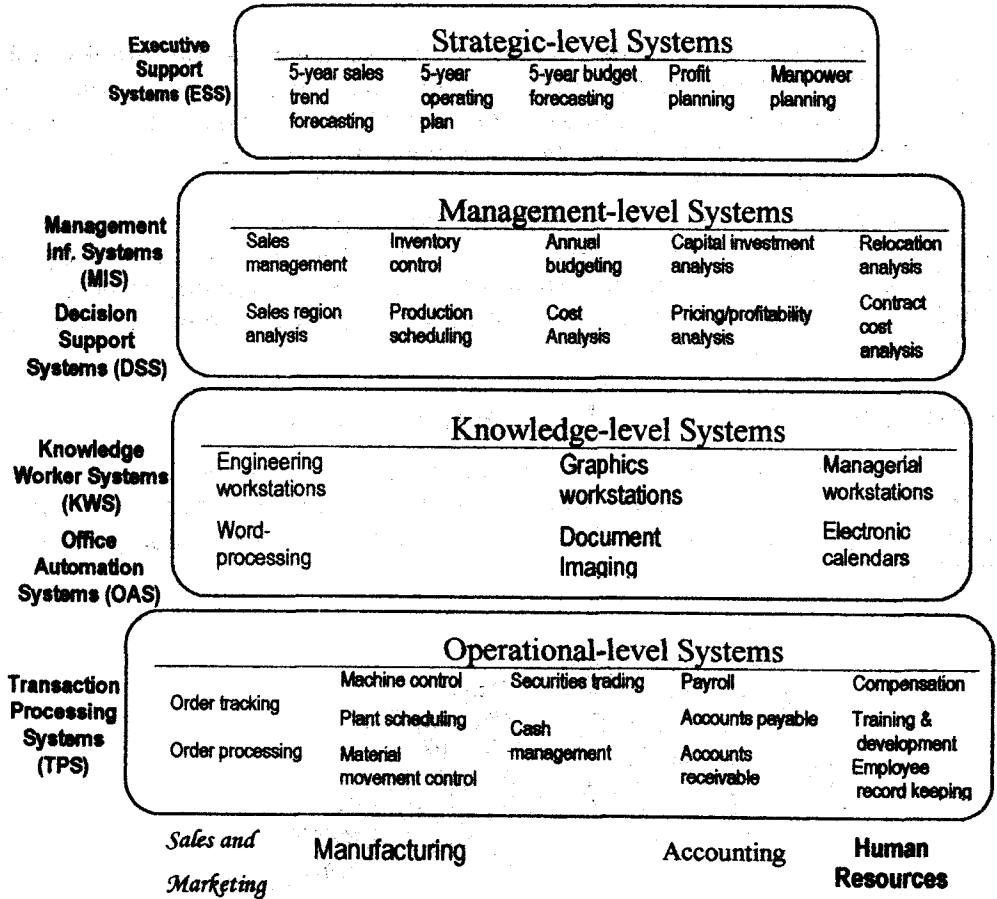 Executive
Support
Systems (ESS)
Strategic-level Systems
5-year sales
trend
forecasting
5-year
operating
plan
5-year budget
forecasting
Profit
planning
Manpower
planning
Management
Inf. Systems
(MIS)
Decision
Support
Systems (DSS)
Management-level Systems
Sales
management
Inventory
control
Annual
budgeting
Capital investment
analysis
Relocation
analysis
Sales region
analysis
Production
scheduling
Cost
Analysis
Pricing/profitability
analysis
Contract
cost
analysis
Knowledge
Worker Systems
(KWS)
Office
Automation
Systems (OAS)
Knowledge-level Systems
Engineering
workstations
Graphics
workstations
Managerial
workstations
Word-
processing
Document
Imaging
Electronic
calendars
Transaction
Processing
Systems
(TPS)
Operational-level Systems
Order tracking
Order processing
Machine control
Plant scheduling
Material
movement control
Securities trading
Cash
management
Payroll
Accounts payable
Accounts
receivable
Compensation
Training &
development
Employee
record keeping
Sales and
Marketing
Manufacturing
Accounting
Human
Resources